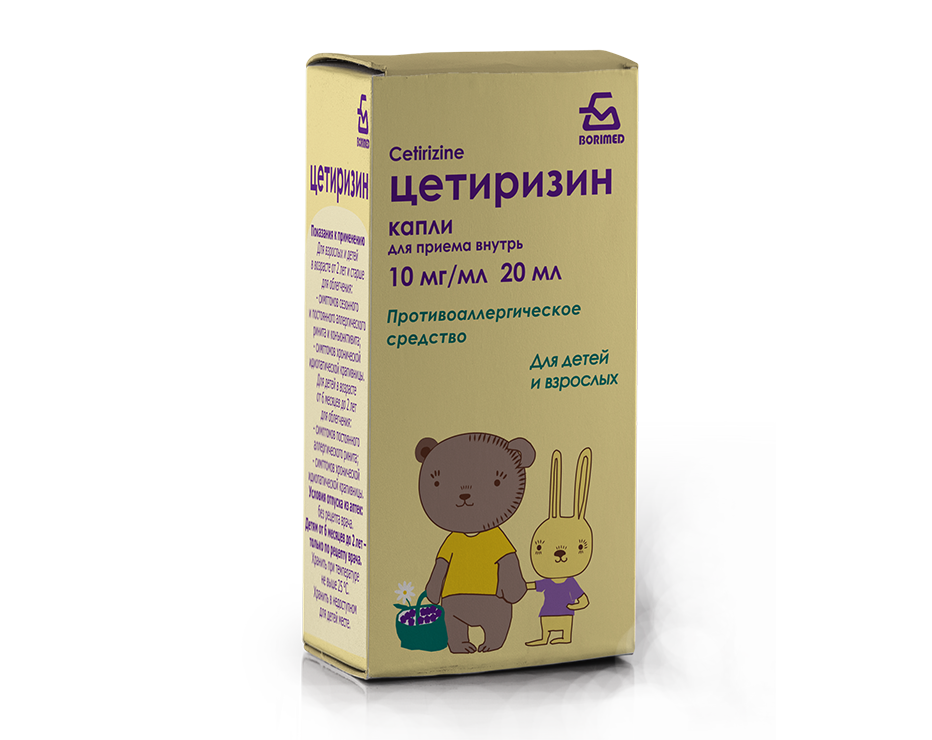 BORIMED
цетиризин
Показания к применению
Для взрослых и детей
в возрасте от 2 лет и старше
для облегчения:
- симптомов сезонного
и постоянного аллергического
ринита и конъюнктивита;
- симптомов хронической
идиопатической крапивницы.
Для детей в возрасте
от 6 месяцев до 2 лет
для облегчения:
- симптомов постоянного
аллергического ринита;
- симптомов хронической
идиопатической крапивницы.
Условия отпуска из аптек:
без рецепта врача.
Детям от 6 месяцев до 2 лет –
только по рецепту врача.
Хранить при температуре
не выше 25 °C.
Хранить в недоступном
для детей месте.
BORIMED
Cetirizine
цетиризин
капли
для приема внутрь
10 мг/мл 20 мл
Противоаллергическое
средство
Для детей
и взрослых